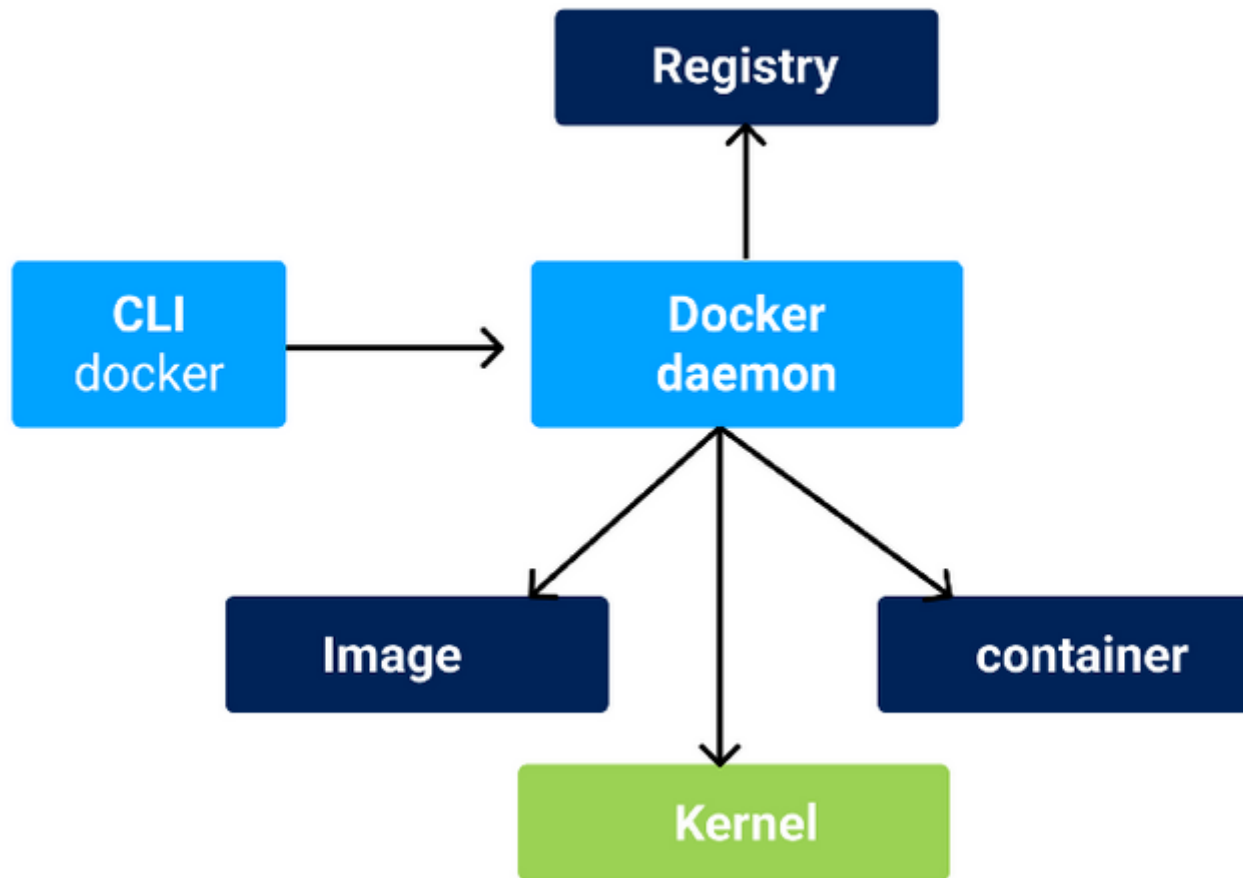 Registry
CLI
docker
Docker
daemon
Image
container
Kernel